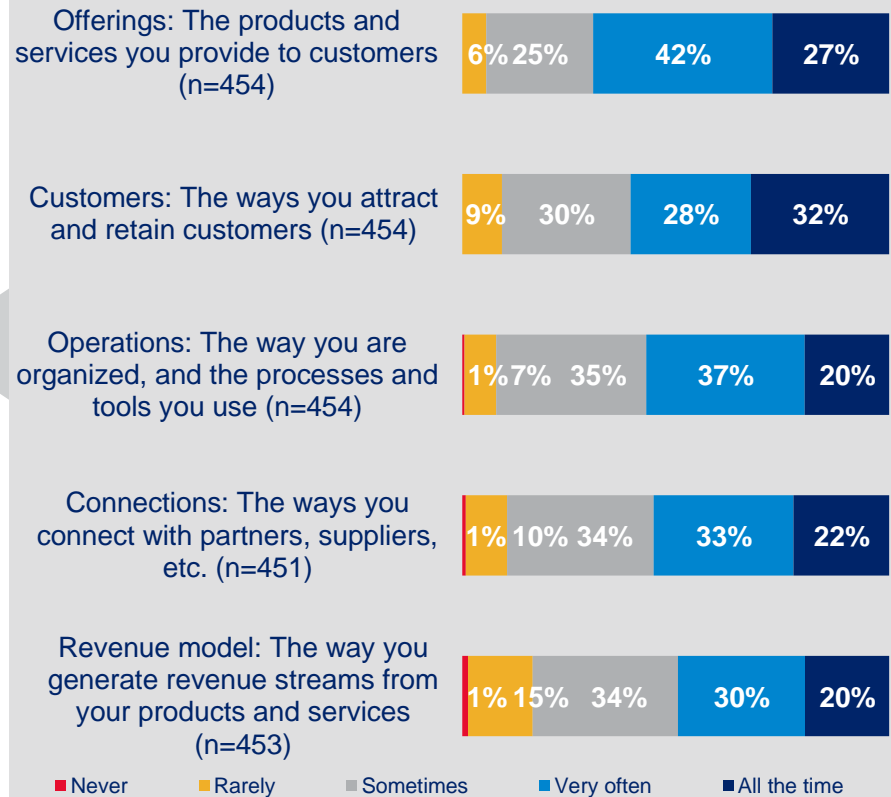 Offerings: The products and
services you provide to customers
(n=454)
6% 25% 42% 27%
Customers: The ways you attract
and retain customers (n=454)
9% 30% 28% 32%
Operations: The way you are
organized, and the processes and
tools you use (n=454)
1% 7% 35% 37% 20%
Connections: The ways you
connect with partners, suppliers,
etc. (n=451)
1% 10% 34% 33% 22%
Revenue model: The way you
generate revenue streams from
your products and services
(n=453)
1% 15% 34% 30% 20%
Never Rarely Sometimes Very often All the time